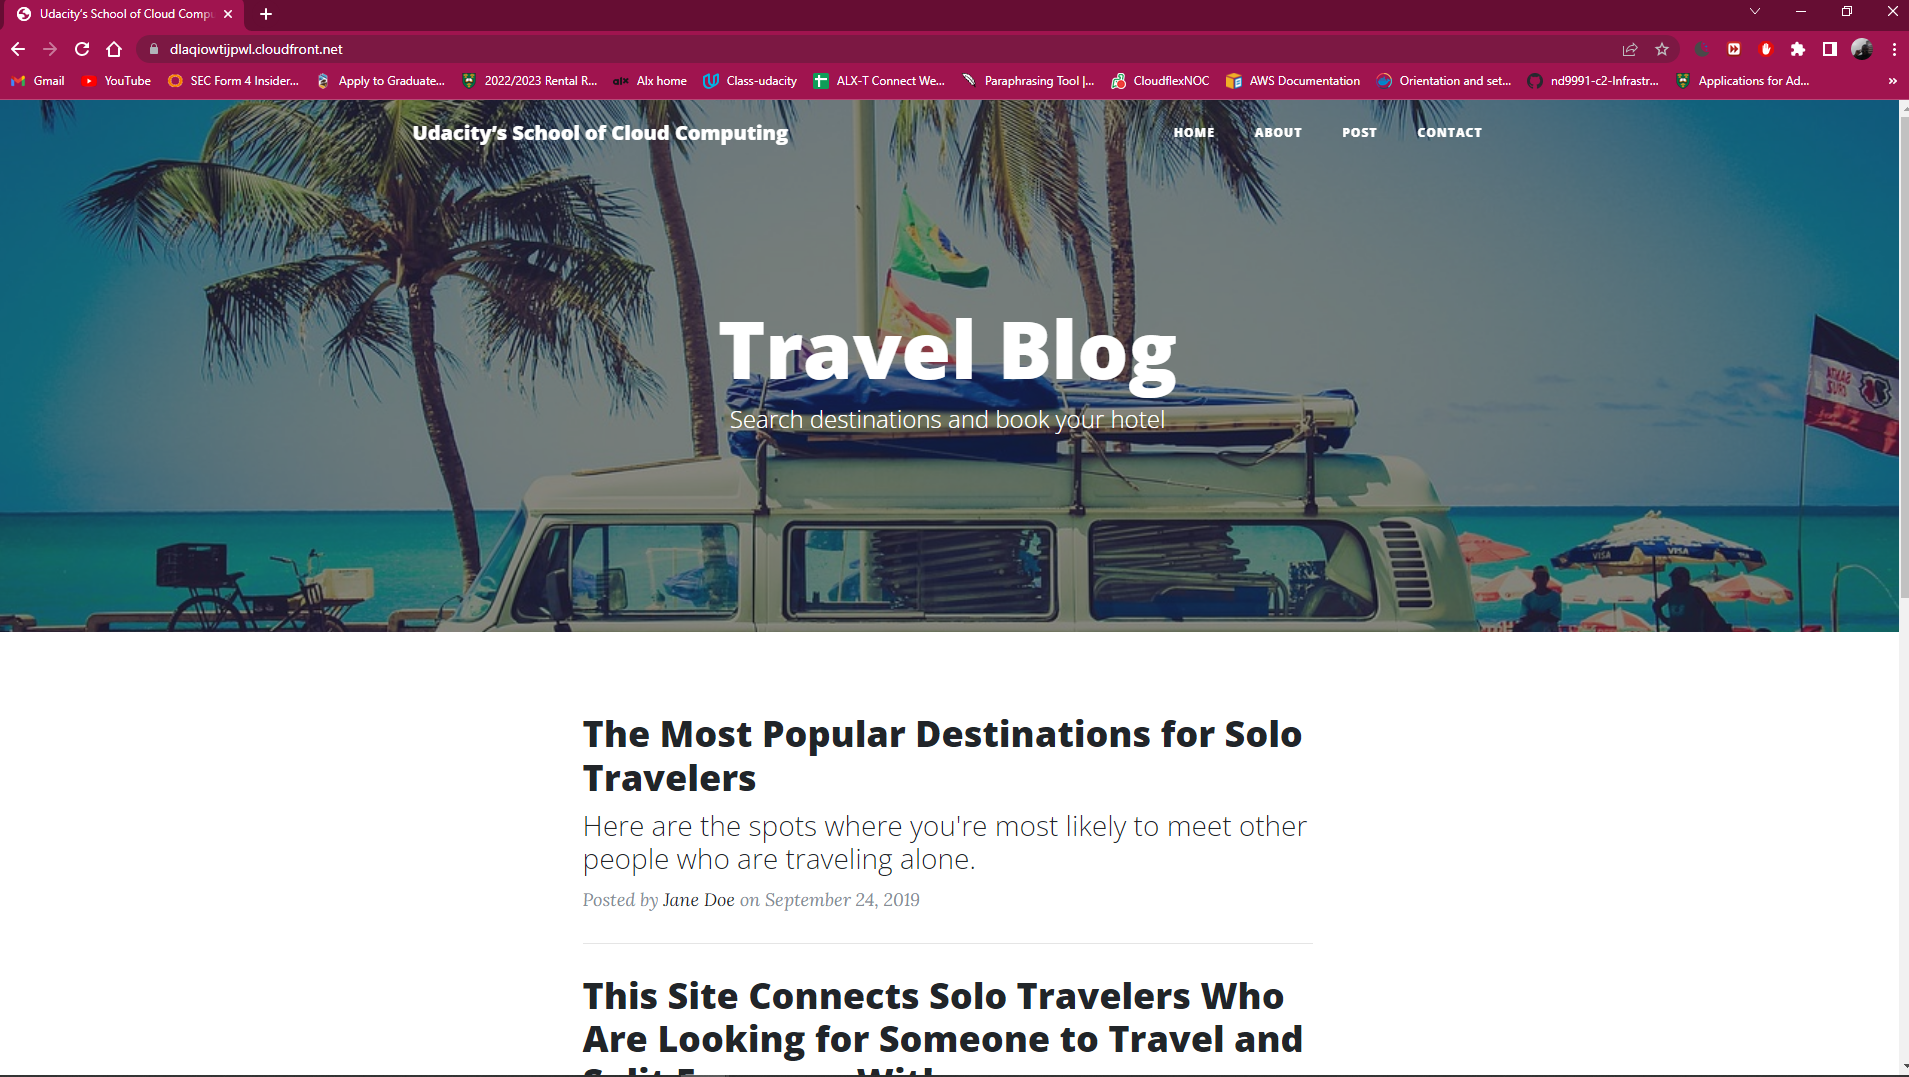 Udacity's School of Cloud Compu
dlaqiowtijpwl.cloudfront.net
Gmail
YouTube
SEC Form 4 Insider...
Apply to Graduate...
2022/2023 Rental R...
Alx home
Class-udacity
ALX-T Connect We...
Paraphrasing Tool |...
CloudflexNOC
AWS Documentation
Orientation and set...
nd9991-c2-Infrastr...
Applications for Ad...
Udacity's School of Cloud Computing
HOME
ABOUT
POST
CONTACT
Travel Blog
Search destinations and book your hotel
SANTA
CRUZ
VISA
VISA
The Most Popular Destinations for Solo
Travelers
Here are the spots where you're most likely to meet other
people who are traveling alone.
Posted by Jane Doe on September 24, 2019
This Site Connects Solo Travelers Who
Are Looking for Someone to Travel and